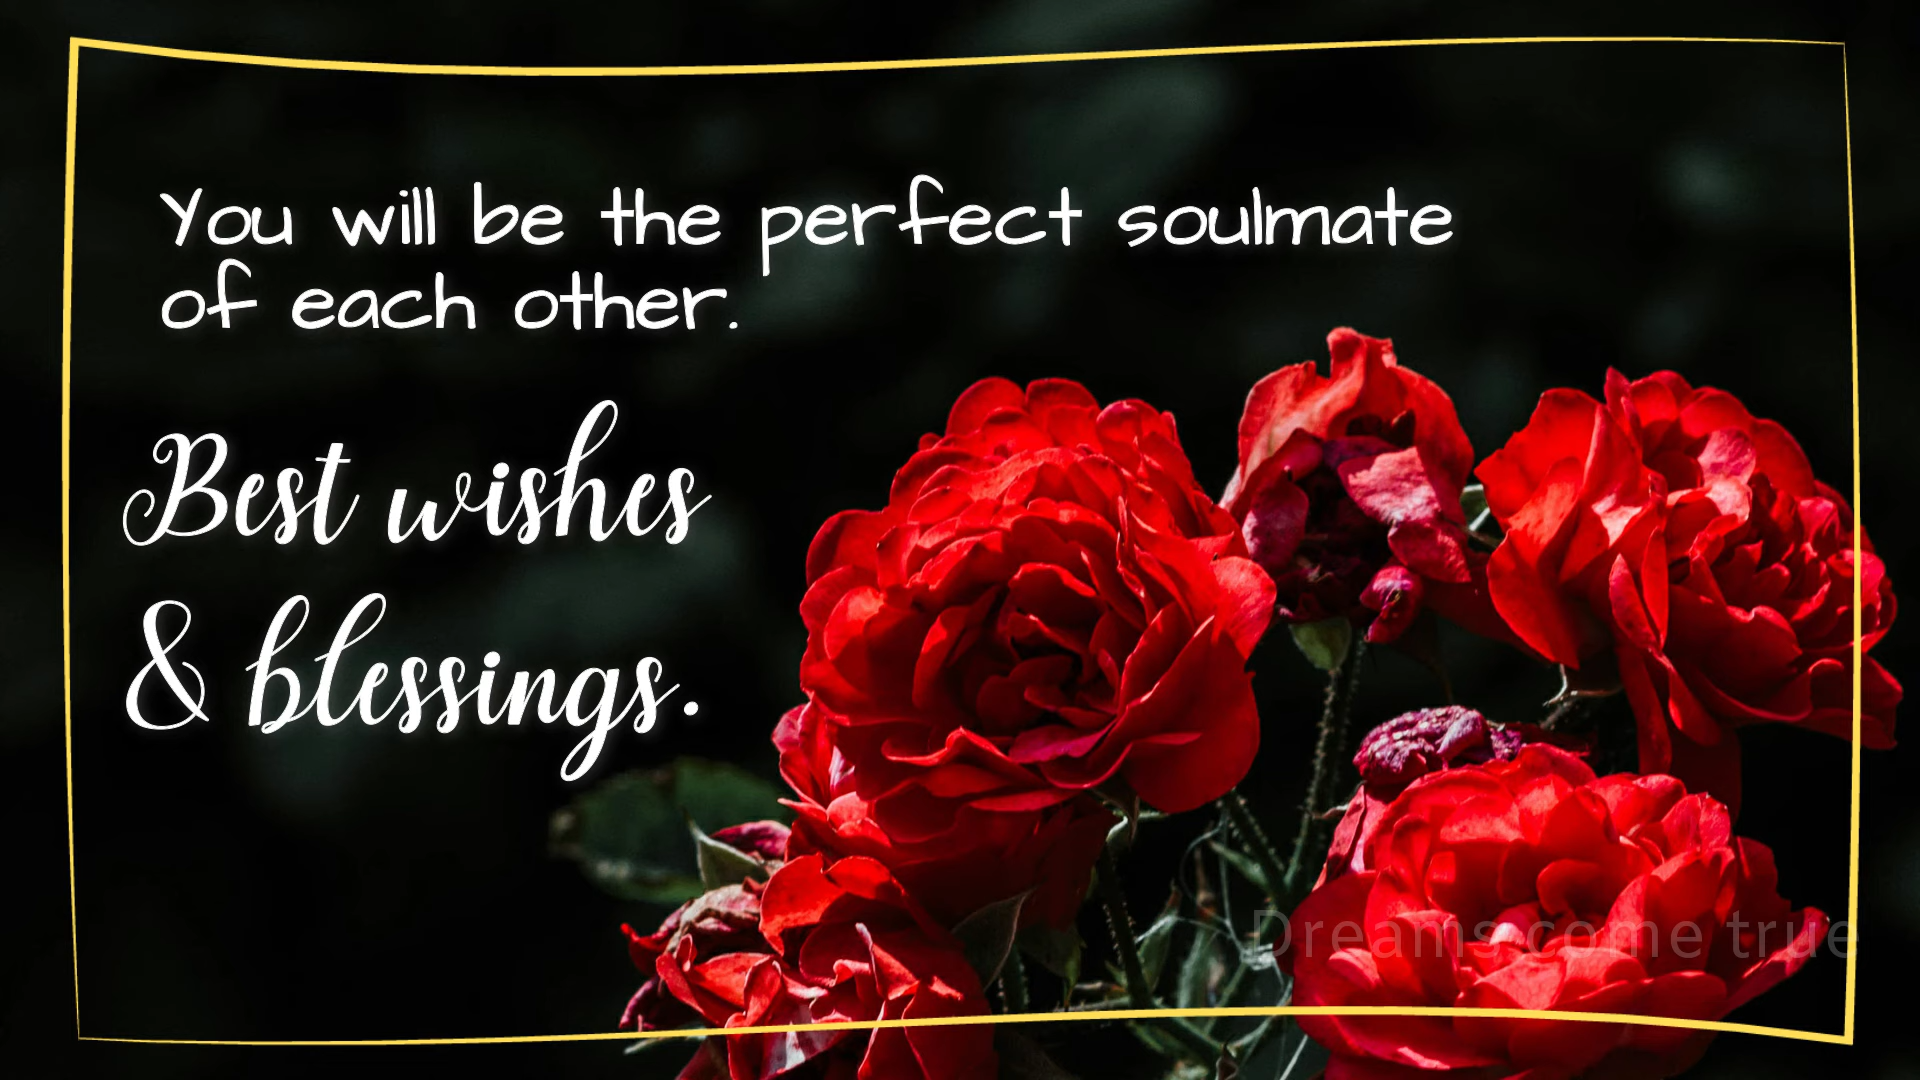 You will be the perfect soulmate
of each other.
Best wishes
& blessings.
Dreams come true